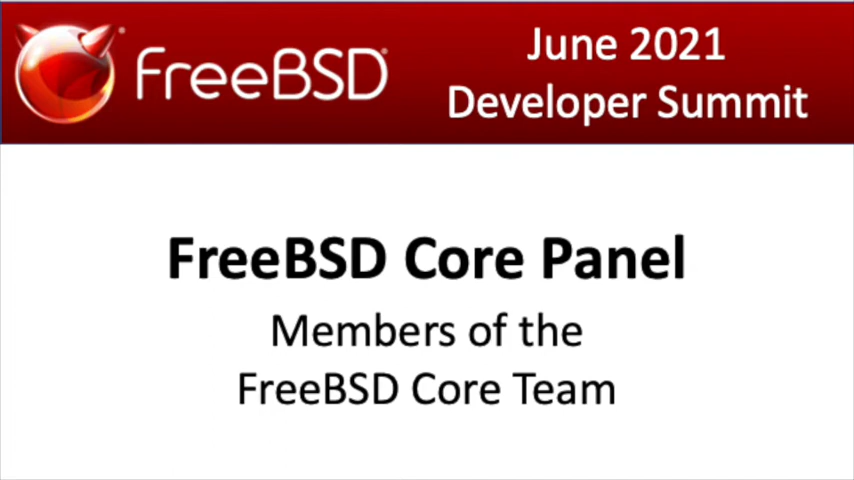 FreeBSD
June 2021
Developer Summit
FreeBSD Core Panel
Members of the
FreeBSD Core Team